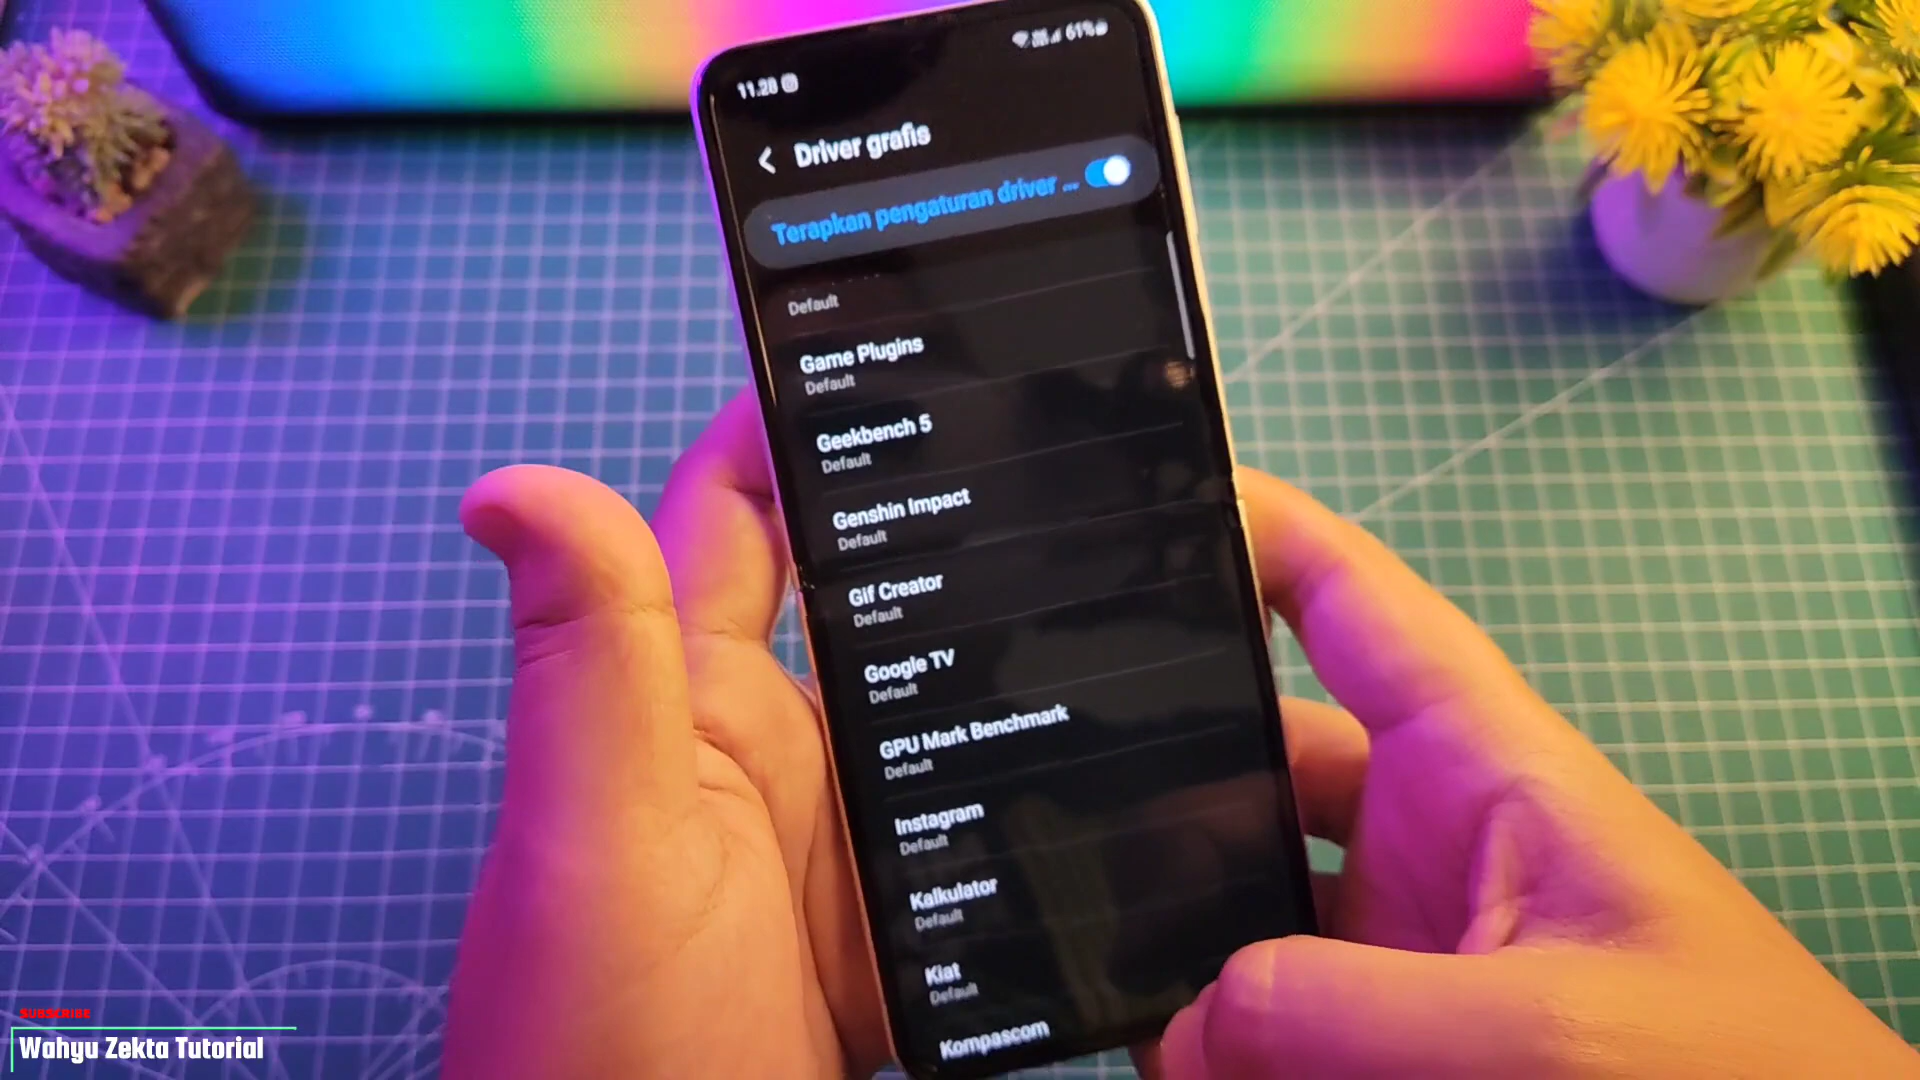 11.28
61%
Driver grafis
Terapkan pengaturan driver ...
Default
Game Plugins
Default
Geekbench 5
Default
Genshin Impact
Default
Gif Creator
Default
Google TV
Default
GPU Mark Benchmark
Default
Instagram
Default
Kalkulator
Default
Kiat
Default
Kompascom
SUBSCRIBE
Wahyu Zekta Tutorial